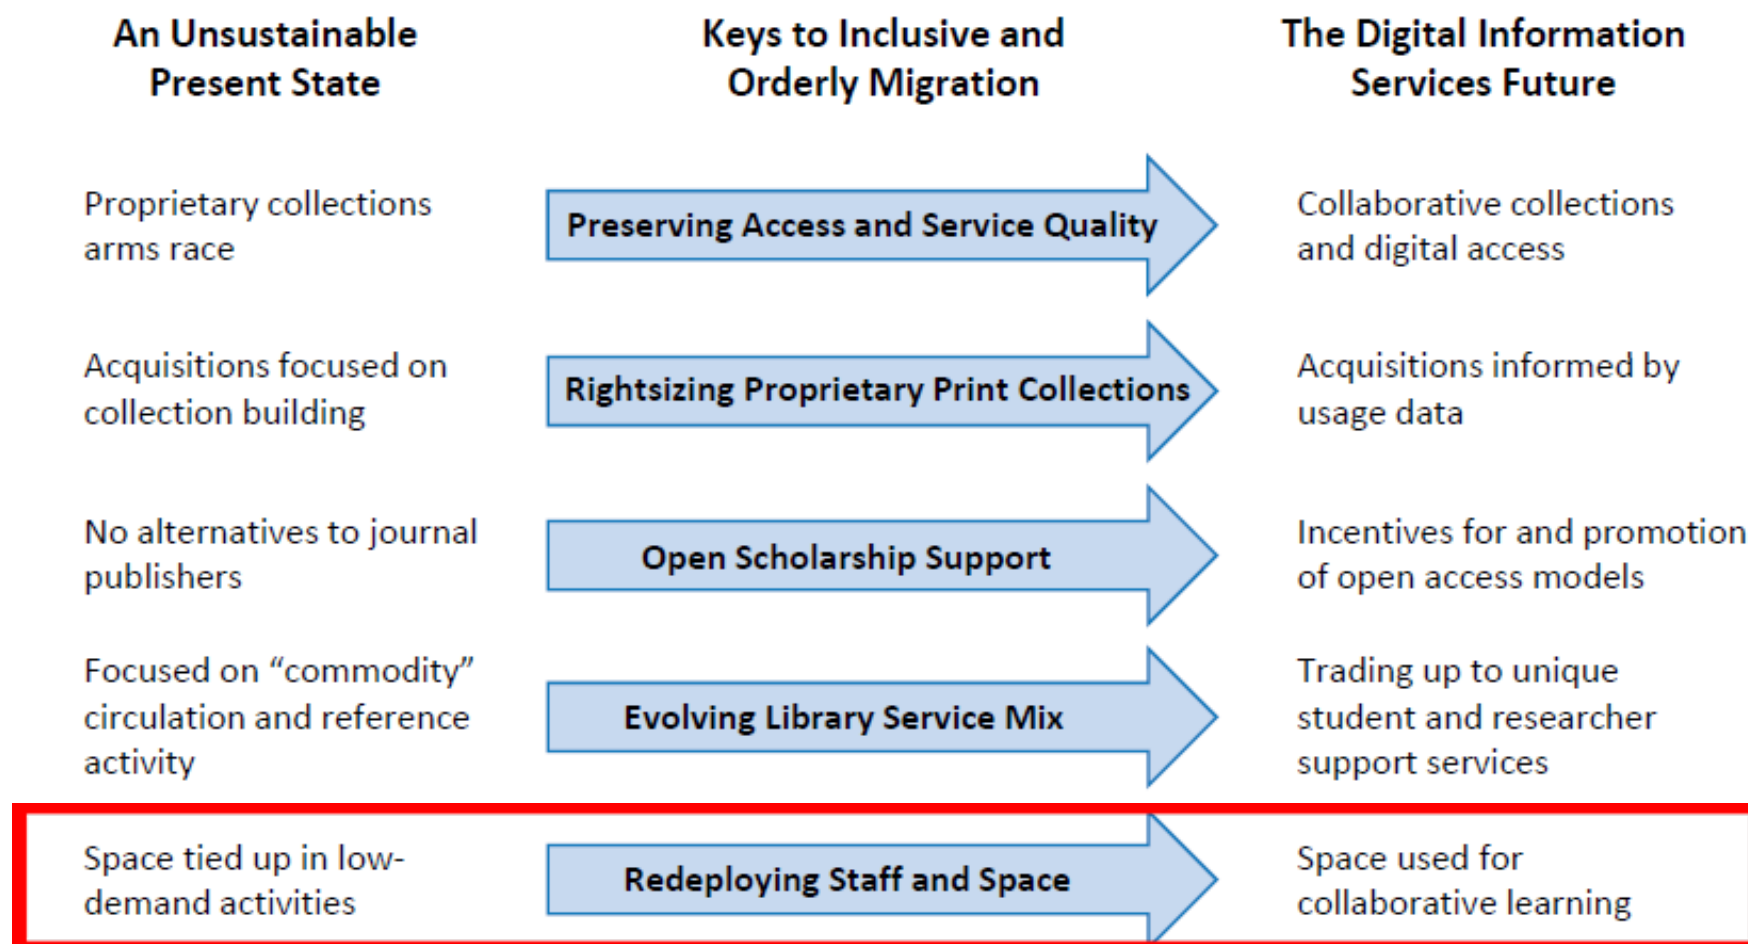 An Unsustainable
Present State
Keys to Inclusive and
Orderly Migration
The Digital Information
Services Future
Proprietary collections
arms race
Preserving Access and Service Quality
Collaborative collections
and digital access
Acquisitions focused on
collection building
Rightsizing Proprietary Print Collections
Acquisitions informed by
usage data
No alternatives to journal
publishers
Open Scholarship Support
Incentives for and promotion
of open access models
Focused on “commodity”
circulation and reference
activity
Evolving Library Service Mix
Trading up to unique
student and researcher
support services
Space tied up in low-
demand activities
Redeploying Staff and Space
Space used for
collaborative learning